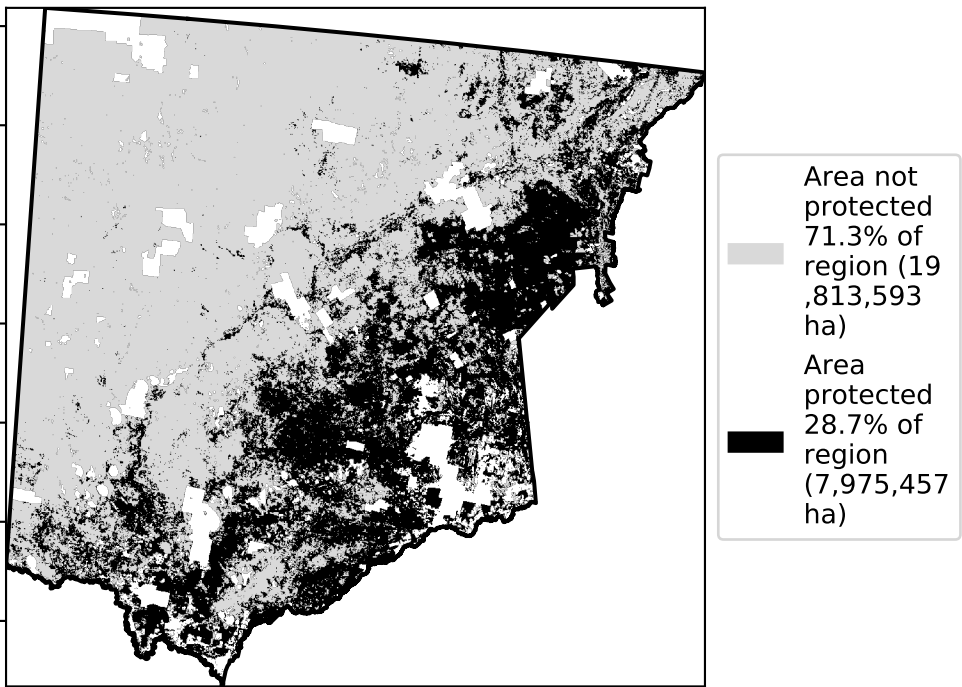 Area not
protected
71.3% of
region (19
,813,593
ha)
Area
protected
28.7% of
region
(7,975,457
ha)